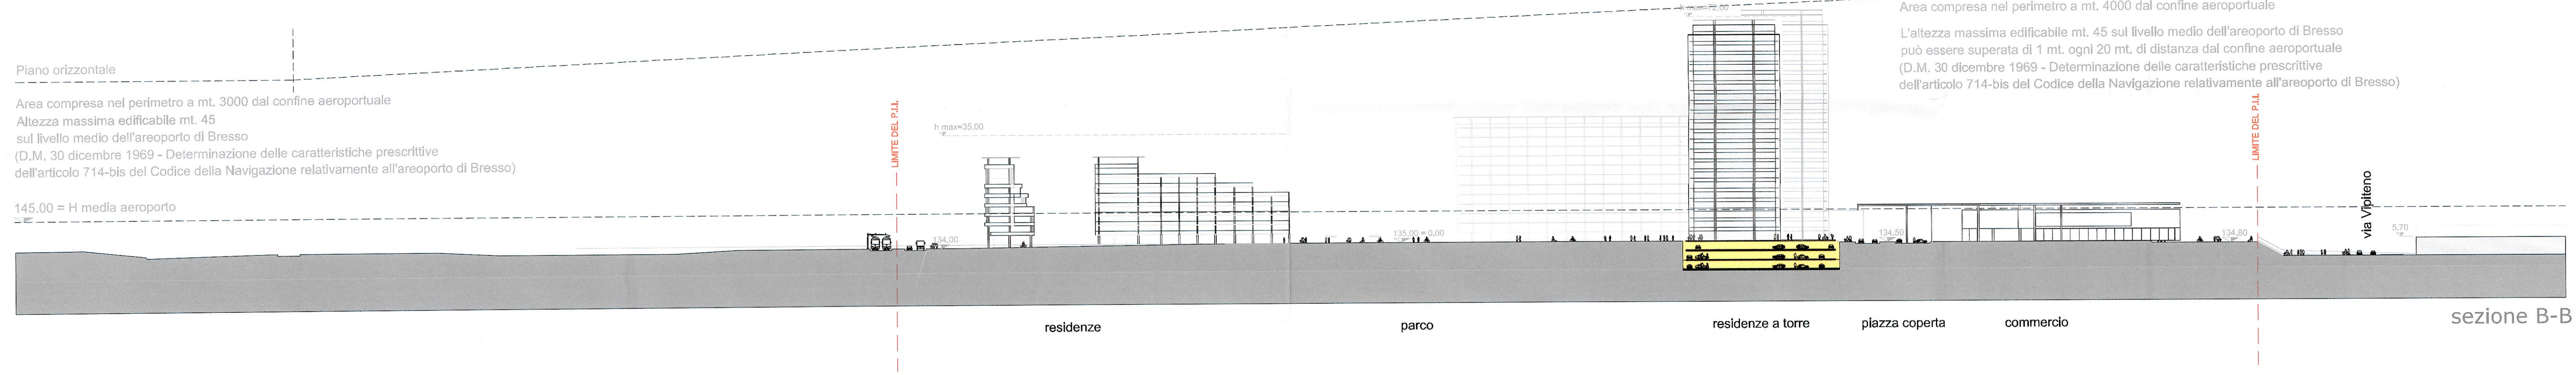 Piano orizzontale
Area compresa nel perimetro a mt. 3000 dal confine aeroportuale
Altezza massima edificabile mt. 45
sul livello medio dell'areoporto di Bresso
(D.M. 30 dicembre 1969 - Determinazione delle caratteristiche prescrittive
dell'articolo 714-bis del Codice della Navigazione relativamente all'areoporto di Bresso)
145.00 = H media aeroporto
LIMITE DEL P.I.I.
h max=35,00
134,00
135,00 = 0,00
h max=72,00
Area compresa nel perimetro a mt. 4000 dal confine aeroportuale
L'altezza massima edificabile mt. 45 sul livello medio dell'areoporto di Bresso
può essere superata di 1 mt. ogni 20 mt. di distanza dal confine aeroportuale
(D.M. 30 dicembre 1969 - Determinazione delle caratteristiche prescrittive
dell'articolo 714-bis del Codice della Navigazione relativamente all'areoporto di Bresso)
134,50
134,80
LIMITE DEL P.I.I.
via Vipiteno
5,70
residenze
parco
residenze a torre
piazza coperta
commercio
sezione B-B